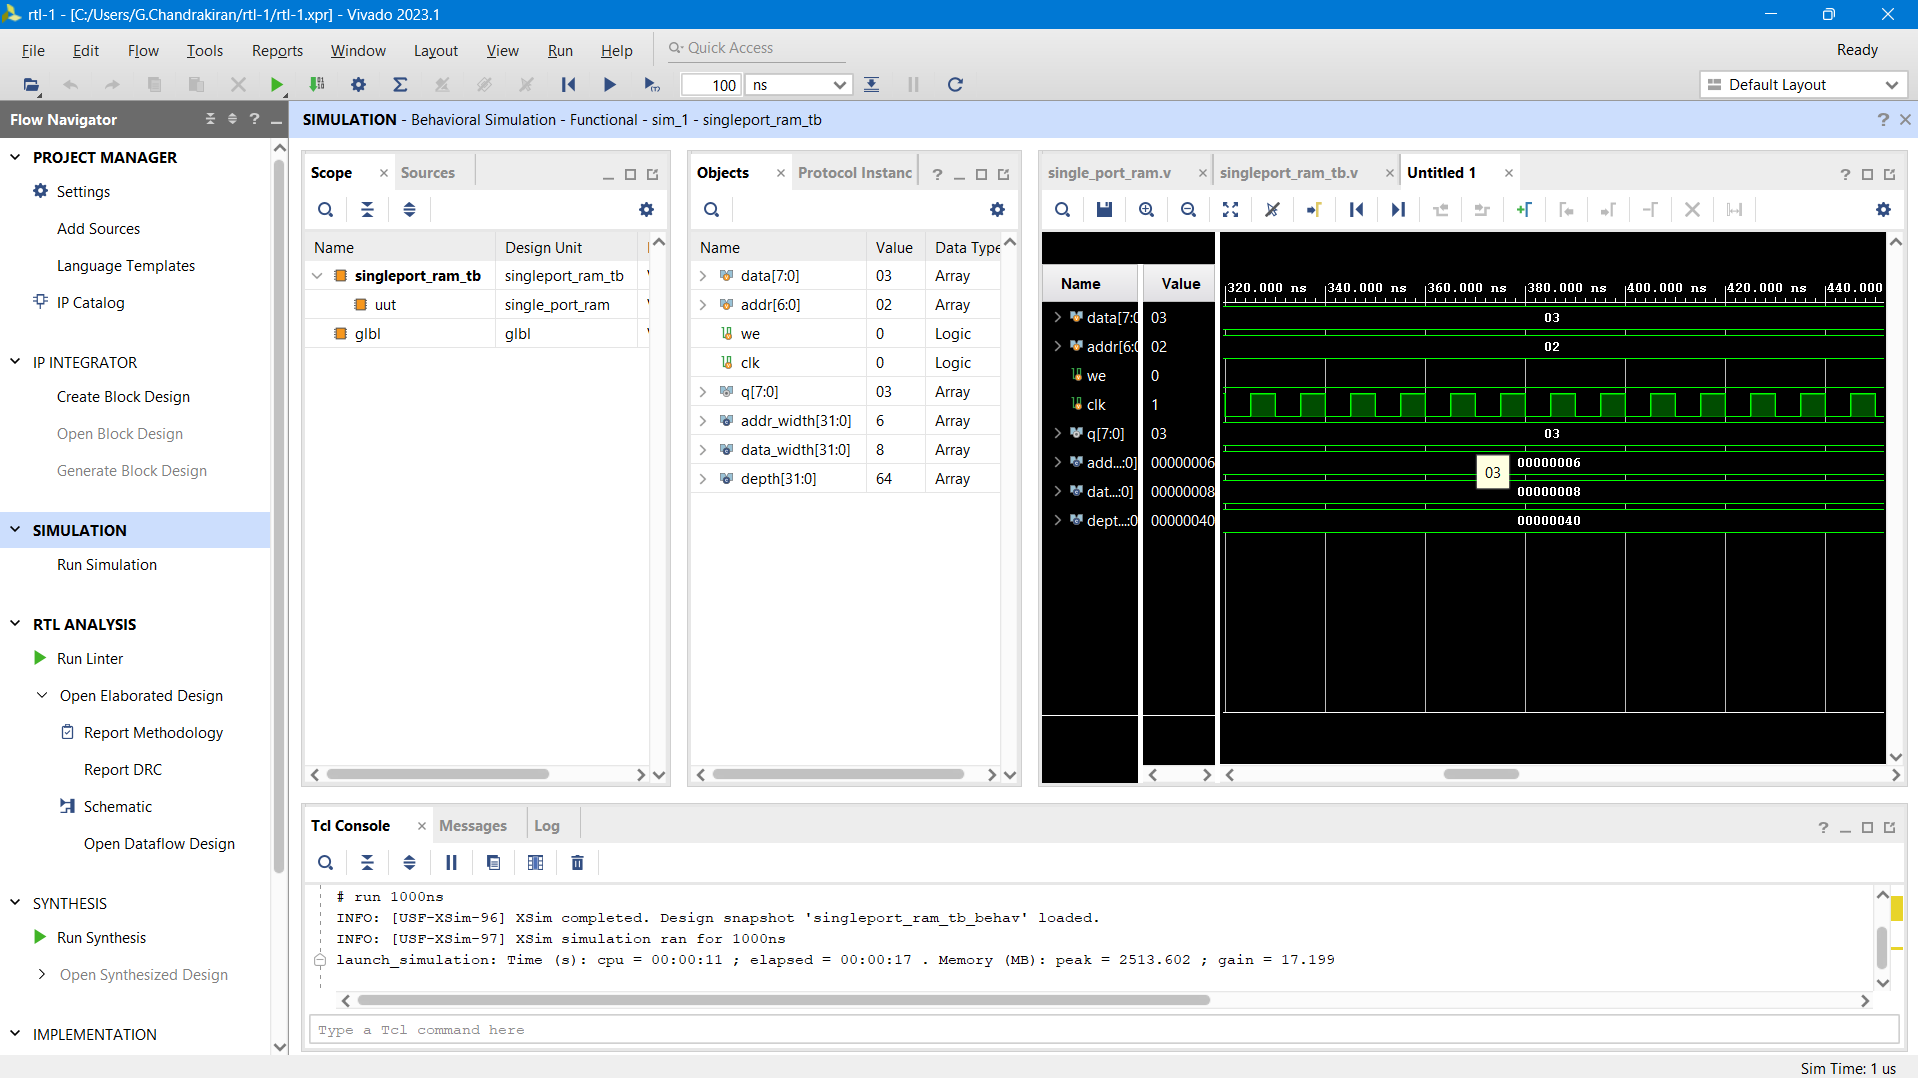 rtl-1 - [C:/Users/G.Chandrakiran/rtl-1/rtl-1.xpr] - Vivado 2023.1
File Edit Flow Tools Reports Window Layout View Run Help Quick Access Ready
100 ns Default Layout
Flow Navigator
SIMULATION - Behavioral Simulation - Functional - sim_1 - singleport_ram_tb
PROJECT MANAGER
Settings
Add Sources
Language Templates
IP Catalog
IP INTEGRATOR
Create Block Design
Open Block Design
Generate Block Design
SIMULATION
Run Simulation
RTL ANALYSIS
Run Linter
Open Elaborated Design
Report Methodology
Report DRC
Schematic
Open Dataflow Design
SYNTHESIS
Run Synthesis
Open Synthesized Design
IMPLEMENTATION
Scope Sources
Name Design Unit
singleport_ram_tb singleport_ram_tb
uut single_port_ram
glbl glbl
Objects Protocol Instanc
Name Value Data Type
data[7:0] 03 Array
addr[6:0] 02 Array
we 0 Logic
clk 0 Logic
q[7:0] 03 Array
addr_width[31:0] 6 Array
data_width[31:0] 8 Array
depth[31:0] 64 Array
single_port_ram.v singleport_ram_tb.v Untitled 1
Name Value 320.000 ns 340.000 ns 360.000 ns 380.000 ns 400.000 ns 420.000 ns 440.000
data[7:0 03 03
addr[6:0 02 02
we 0
clk 1
q[7:0] 03 03
add...:0] 00000006 00000006
03
dat...:0] 00000008 00000008
dept...:0 00000040 00000040
Tcl Console Messages Log
# run 1000ns
INFO: [USF-XSim-96] XSim completed. Design snapshot 'singleport_ram_tb_behav' loaded.
INFO: [USF-XSim-97] XSim simulation ran for 1000ns
launch_simulation: Time (s): cpu = 00:00:11 ; elapsed = 00:00:17 . Memory (MB): peak = 2513.602 ; gain = 17.199
Type a Tcl command here
Sim Time: 1 us